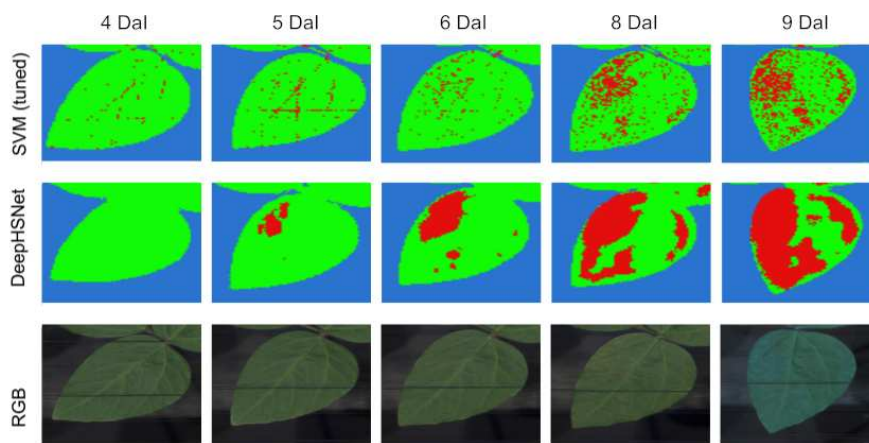 4 DaI 5 DaI 6 DaI 8 DaI 9 DaI
SVM (tuned)
DeepHSNet
RGB